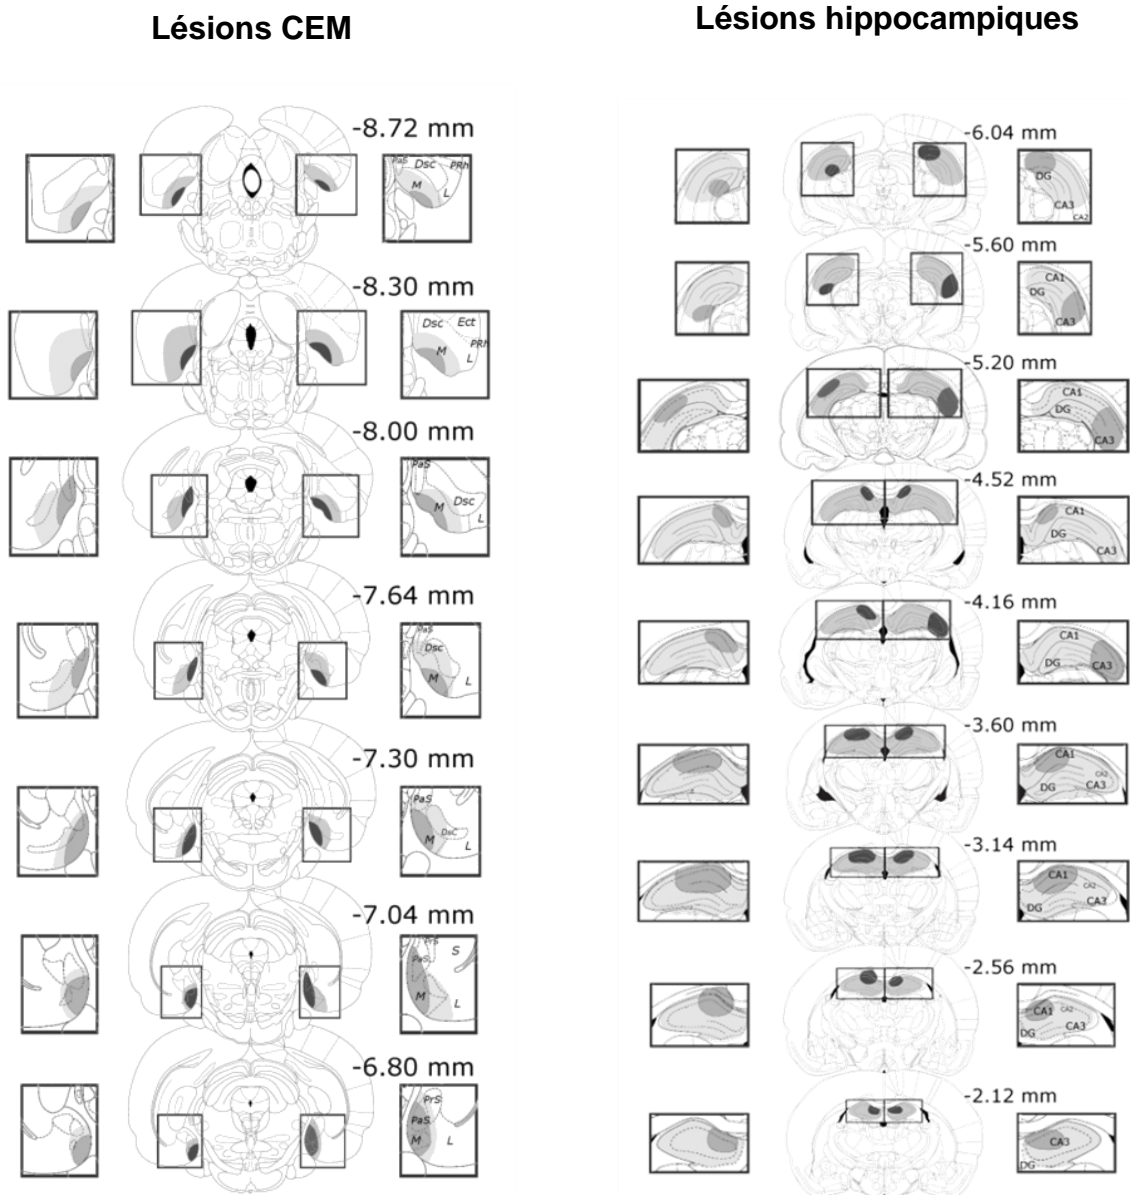 Lésions CEM
-8.72 mm
PaS Dsc PRh
M L
-8.30 mm
Dsc Ect
M PRh
L
-8.00 mm
PaS
M Dsc
L
-7.64 mm
PaS
Dsc
M L
-7.30 mm
PaS
M DsC L
-7.04 mm
PrS
PaS S
M L
-6.80 mm
PrS
PaS
M L
Lésions hippocampiques
-6.04 mm
DG
CA3
CA2
-5.60 mm
CA1
DG
CA3
-5.20 mm
CA1
DG
CA3
-4.52 mm
CA1
DG
CA3
-4.16 mm
CA1
DG CA3
-3.60 mm
CA1
CA2
DG CA3
-3.14 mm
CA1
CA2
DG CA3
-2.56 mm
CA1 CA2
DG CA3
-2.12 mm
CA3
DG